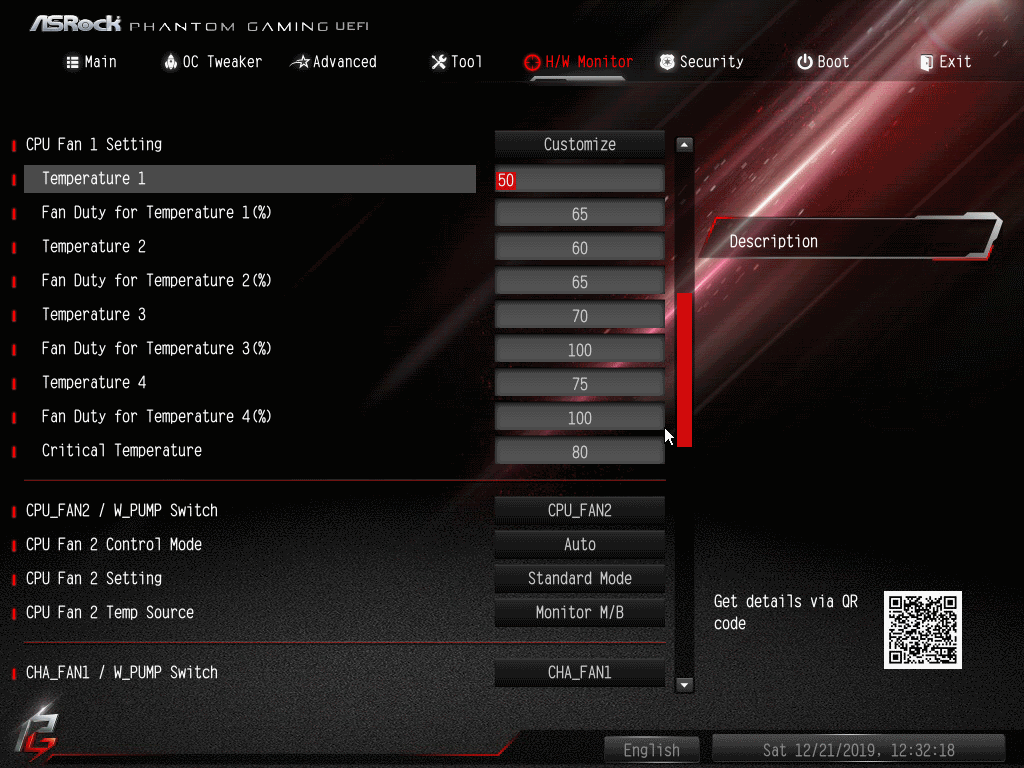 ASRock PHANTOM GAMING UEFI
Main OC Tweaker Advanced Tool H/W Monitor Security Boot Exit
CPU Fan 1 Setting Customize
Temperature 1 50
Fan Duty for Temperature 1(%) 65
Temperature 2 60
Fan Duty for Temperature 2(%) 65
Temperature 3 70
Fan Duty for Temperature 3(%) 100
Temperature 4 75
Fan Duty for Temperature 4(%) 100
Critical Temperature 80
Description
CPU_FAN2 / W_PUMP Switch CPU_FAN2
CPU Fan 2 Control Mode Auto
CPU Fan 2 Setting Standard Mode
CPU Fan 2 Temp Source Monitor M/B
CHA_FAN1 / W_PUMP Switch CHA_FAN1
Get details via QR
code
English Sat 12/21/2019, 12:32:18